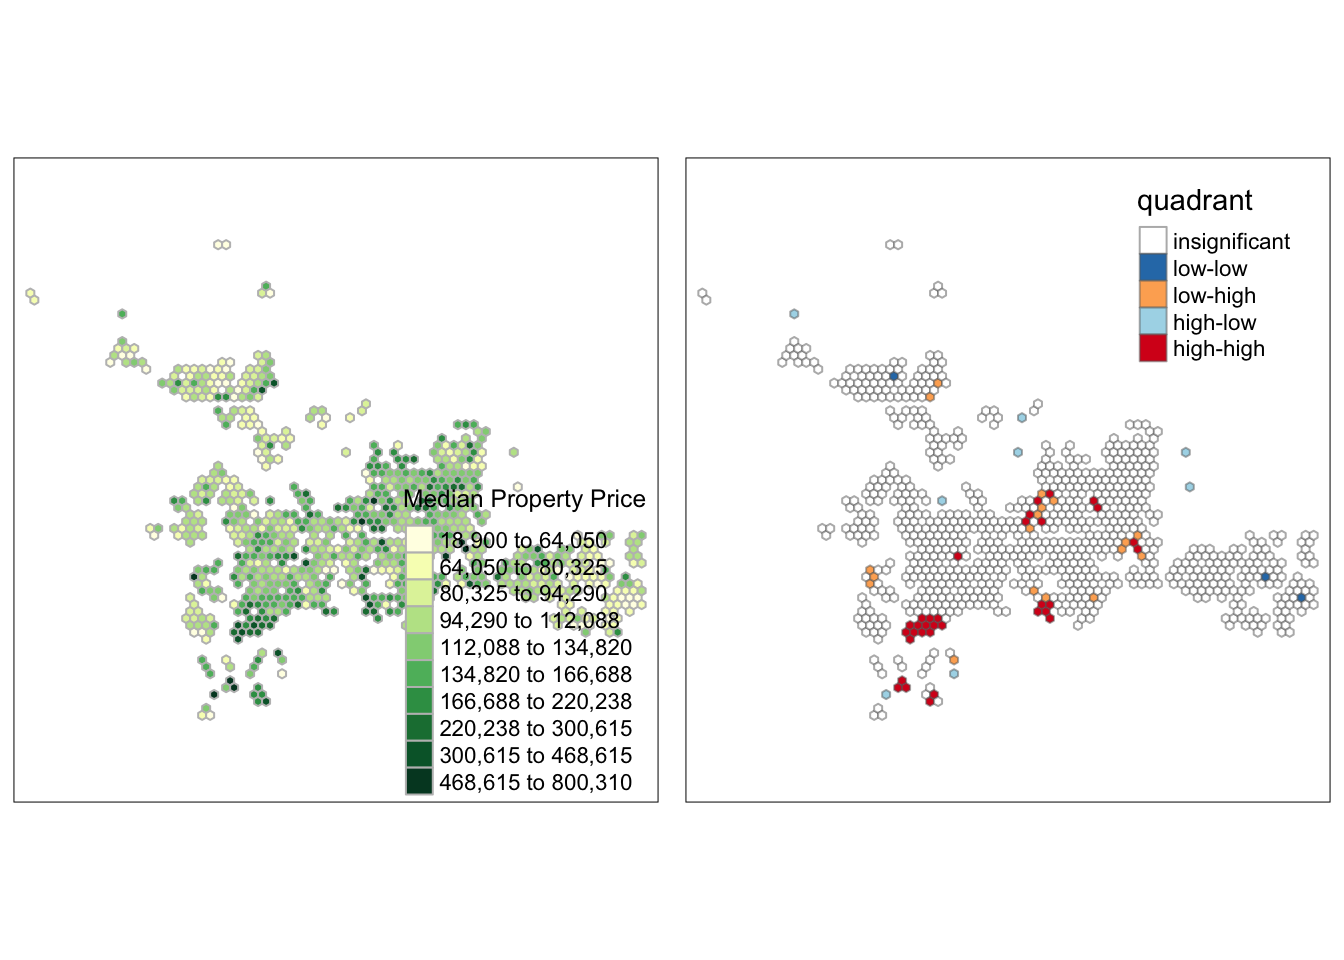 Median Property Price
18,900 to 64,050
64,050 to 80,325
80,325 to 94,290
94,290 to 112,088
112,088 to 134,820
134,820 to 166,688
166,688 to 220,238
220,238 to 300,615
300,615 to 468,615
468,615 to 800,310
quadrant
insignificant
low-low
low-high
high-low
high-high